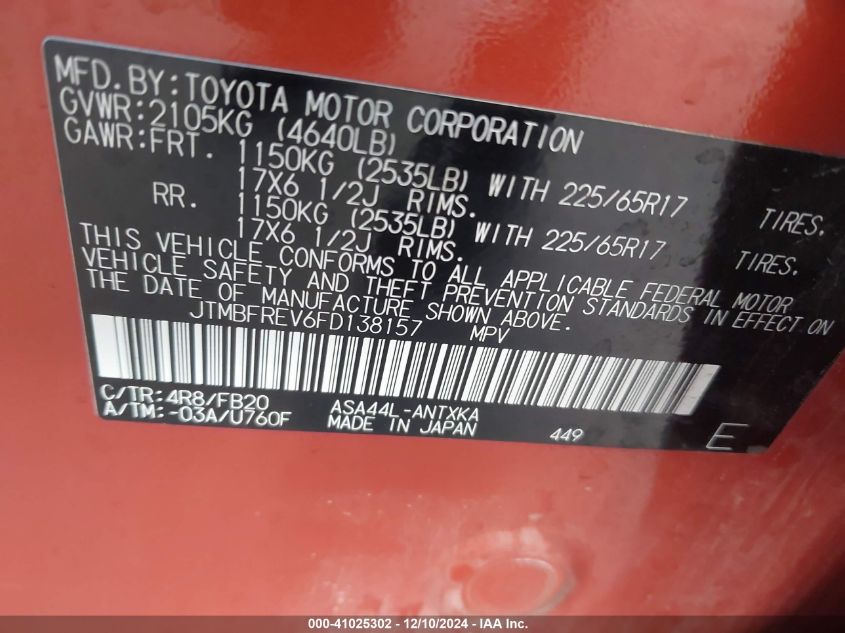 MFD. BY: TOYOTA MOTOR CORPORATION
GVWR: 2105KG (4640LB)
GAWR: FRT. 1150KG (2535LB) WITH 225/65R17 TIRES.
17X6 1/2J RIMS.
RR. 1150KG (2535LB) WITH 225/65R17 TIRES.
17X6 1/2J RIMS.
THIS VEHICLE CONFORMS TO ALL APPLICABLE FEDERAL MOTOR
VEHICLE SAFETY AND THEFT PREVENTION STANDARDS IN EFFECT ON
THE DATE OF MANUFACTURE SHOWN ABOVE.
JTMBFREV6FD138157 MPV
C/TR: 4R8/FB20 ASA44L-ANTXKA
A/TM: -03A/U760F MADE IN JAPAN 449 E
000-41025302 - 12/10/2024 - IAA Inc.